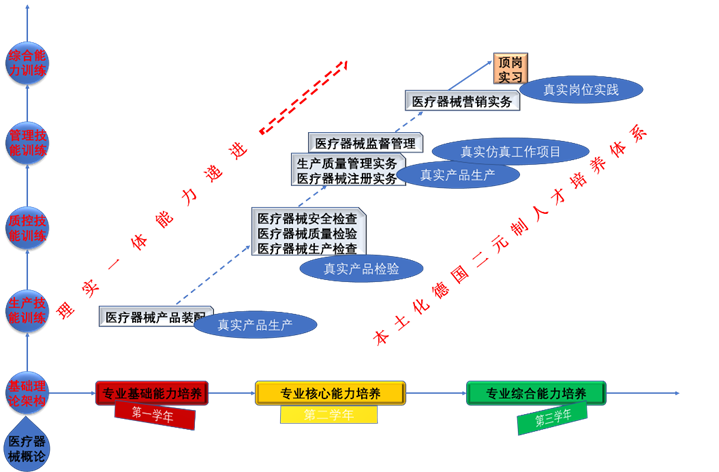 综合能
力训练
管理技
能训练
质控技
能训练
生产技
能训练
基础理
论架构
医疗器
械概论
理实一体能力递进
顶岗
实习
真实岗位实践
医疗器械营销实务
医疗器械监督管理
真实仿真工作项目
生产质量管理实务
医疗器械注册实务
真实产品生产
医疗器械安全检查
医疗器械质量检验
医疗器械生产检查
真实产品检验
医疗器械产品装配
真实产品生产
本土化德国二元制人才培养体系
专业基础能力培养
第一学年
专业核心能力培养
第二学年
专业综合能力培养
第三学年